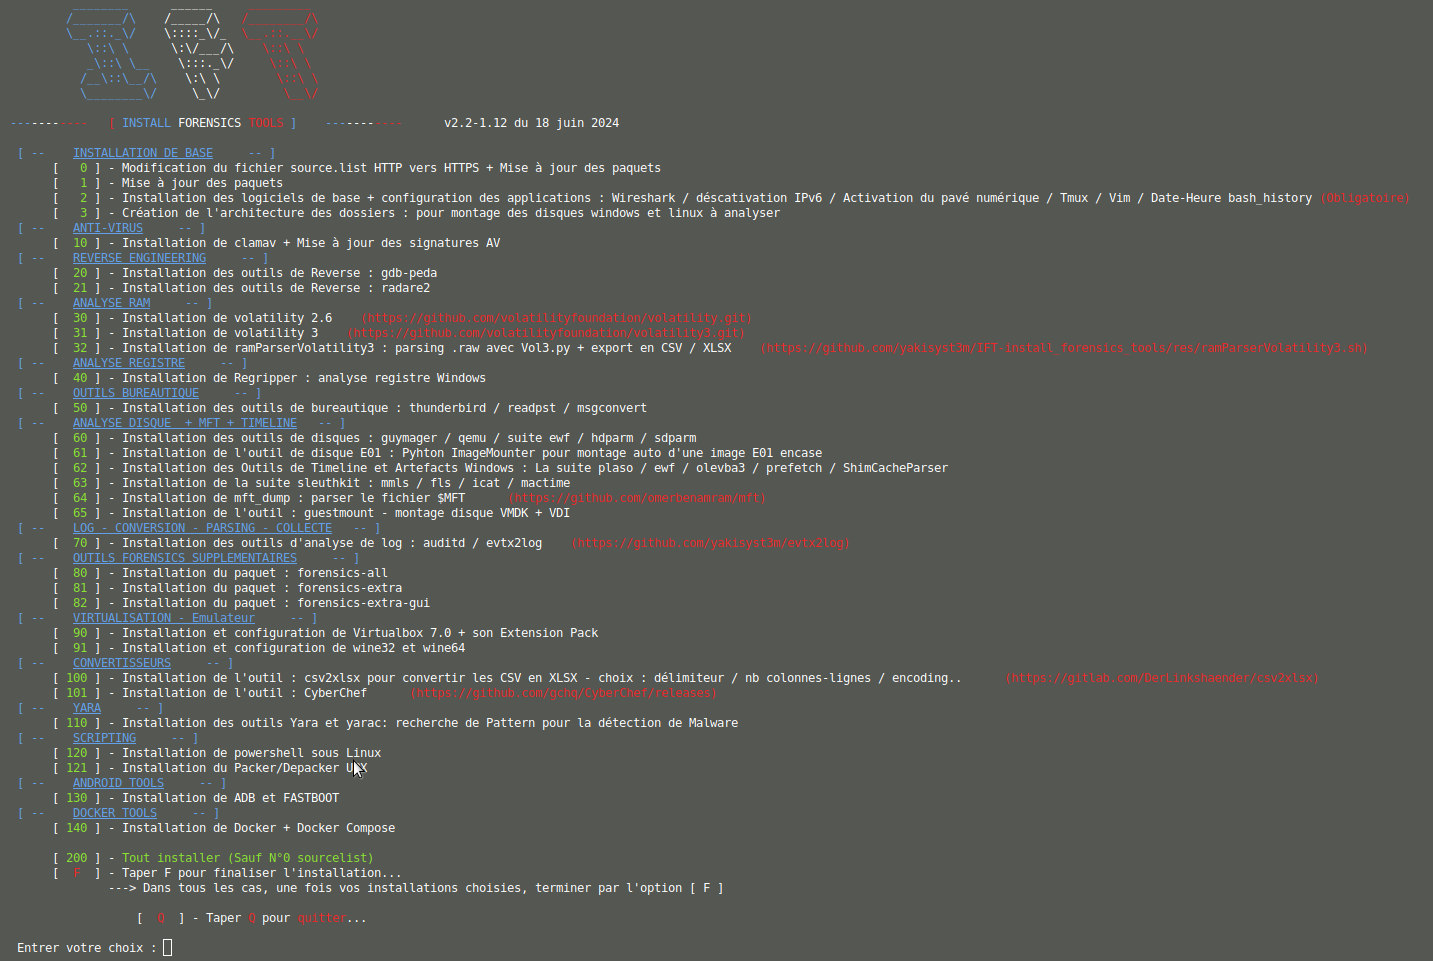 ---------- [ INSTALL FORENSICS TOOLS ] ---------- v2.2-1.12 du 18 juin 2024
[ -- INSTALLATION DE BASE -- ]
[ 0 ] - Modification du fichier source.list HTTP vers HTTPS + Mise à jour des paquets
[ 1 ] - Mise à jour des paquets
[ 2 ] - Installation des logiciels de base + configuration des applications : Wireshark / déscativation IPv6 / Activation du pavé numérique / Tmux / Vim / Date-Heure bash_history (Obligatoire)
[ 3 ] - Création de l'architecture des dossiers : pour montage des disques windows et linux à analyser
[ -- ANTI-VIRUS -- ]
[ 10 ] - Installation de clamav + Mise à jour des signatures AV
[ -- REVERSE ENGINEERING -- ]
[ 20 ] - Installation des outils de Reverse : gdb-peda
[ 21 ] - Installation des outils de Reverse : radare2
[ -- ANALYSE RAM -- ]
[ 30 ] - Installation de volatility 2.6 (https://github.com/volatilityfoundation/volatility.git)
[ 31 ] - Installation de volatility 3 (https://github.com/volatilityfoundation/volatility3.git)
[ 32 ] - Installation de ramParserVolatility3 : parsing .raw avec Vol3.py + export en CSV / XLSX (https://github.com/yakisyst3m/IFT-install_forensics_tools/res/ramParserVolatility3.sh)
[ -- ANALYSE REGISTRE -- ]
[ 40 ] - Installation de Regripper : analyse registre Windows
[ -- OUTILS BUREAUTIQUE -- ]
[ 50 ] - Installation des outils de bureautique : thunderbird / readpst / msgconvert
[ -- ANALYSE DISQUE + MFT + TIMELINE -- ]
[ 60 ] - Installation des outils de disques : guymager / qemu / suite ewf / hdparm / sdparm
[ 61 ] - Installation de l'outil de disque E01 : Pyhton ImageMounter pour montage auto d'une image E01 encase
[ 62 ] - Installation des Outils de Timeline et Artefacts Windows : La suite plaso / ewf / olevba3 / prefetch / ShimCacheParser
[ 63 ] - Installation de la suite sleuthkit : mmls / fls / icat / mactime
[ 64 ] - Installation de mft_dump : parser le fichier $MFT (https://github.com/omerbenamram/mft)
[ 65 ] - Installation de l'outil : guestmount - montage disque VMDK + VDI
[ -- LOG - CONVERSION - PARSING - COLLECTE -- ]
[ 70 ] - Installation des outils d'analyse de log : auditd / evtx2log (https://github.com/yakisyst3m/evtx2log)
[ -- OUTILS FORENSICS SUPPLEMENTAIRES -- ]
[ 80 ] - Installation du paquet : forensics-all
[ 81 ] - Installation du paquet : forensics-extra
[ 82 ] - Installation du paquet : forensics-extra-gui
[ -- VIRTUALISATION - Emulateur -- ]
[ 90 ] - Installation et configuration de Virtualbox 7.0 + son Extension Pack
[ 91 ] - Installation et configuration de wine32 et wine64
[ -- CONVERTISSEURS -- ]
[ 100 ] - Installation de l'outil : csv2xlsx pour convertir les CSV en XLSX - choix : délimiteur / nb colonnes-lignes / encoding.. (https://gitlab.com/DerLinkshaender/csv2xlsx)
[ 101 ] - Installation de l'outil : CyberChef (https://github.com/gchq/CyberChef/releases)
[ -- YARA -- ]
[ 110 ] - Installation des outils Yara et yarac: recherche de Pattern pour la détection de Malware
[ -- SCRIPTING -- ]
[ 120 ] - Installation de powershell sous Linux
[ 121 ] - Installation du Packer/Depacker UPX
[ -- ANDROID TOOLS -- ]
[ 130 ] - Installation de ADB et FASTBOOT
[ -- DOCKER TOOLS -- ]
[ 140 ] - Installation de Docker + Docker Compose
[ 200 ] - Tout installer (Sauf N°0 sourcelist)
[ F ] - Taper F pour finaliser l'installation...
---> Dans tous les cas, une fois vos installations choisies, terminer par l'option [ F ]
[ Q ] - Taper Q pour quitter...
Entrer votre choix :